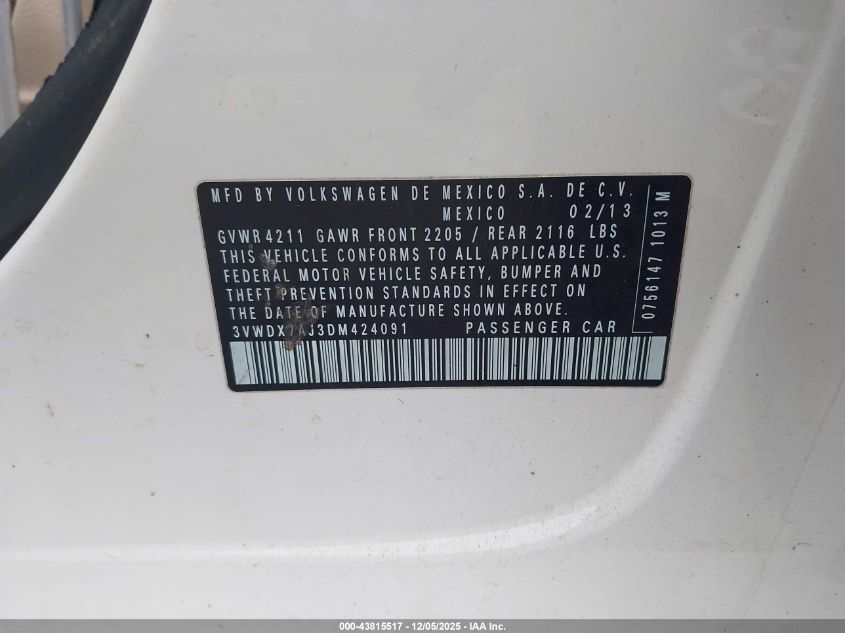 MFD BY VOLKSWAGEN DE MEXICO S.A. DE C.V.
MEXICO 02/13
GVWR 4211 GAWR FRONT 2205 / REAR 2116 LBS
THIS VEHICLE CONFORMS TO ALL APPLICABLE U.S.
FEDERAL MOTOR VEHICLE SAFETY, BUMPER AND
THEFT PREVENTION STANDARDS IN EFFECT ON
THE DATE OF MANUFACTURE SHOWN ABOVE.
3VWDX7AJ3DM424091 PASSENGER CAR
0756147 1013 M
000-43815517 - 12/05/2025 - IAA Inc.